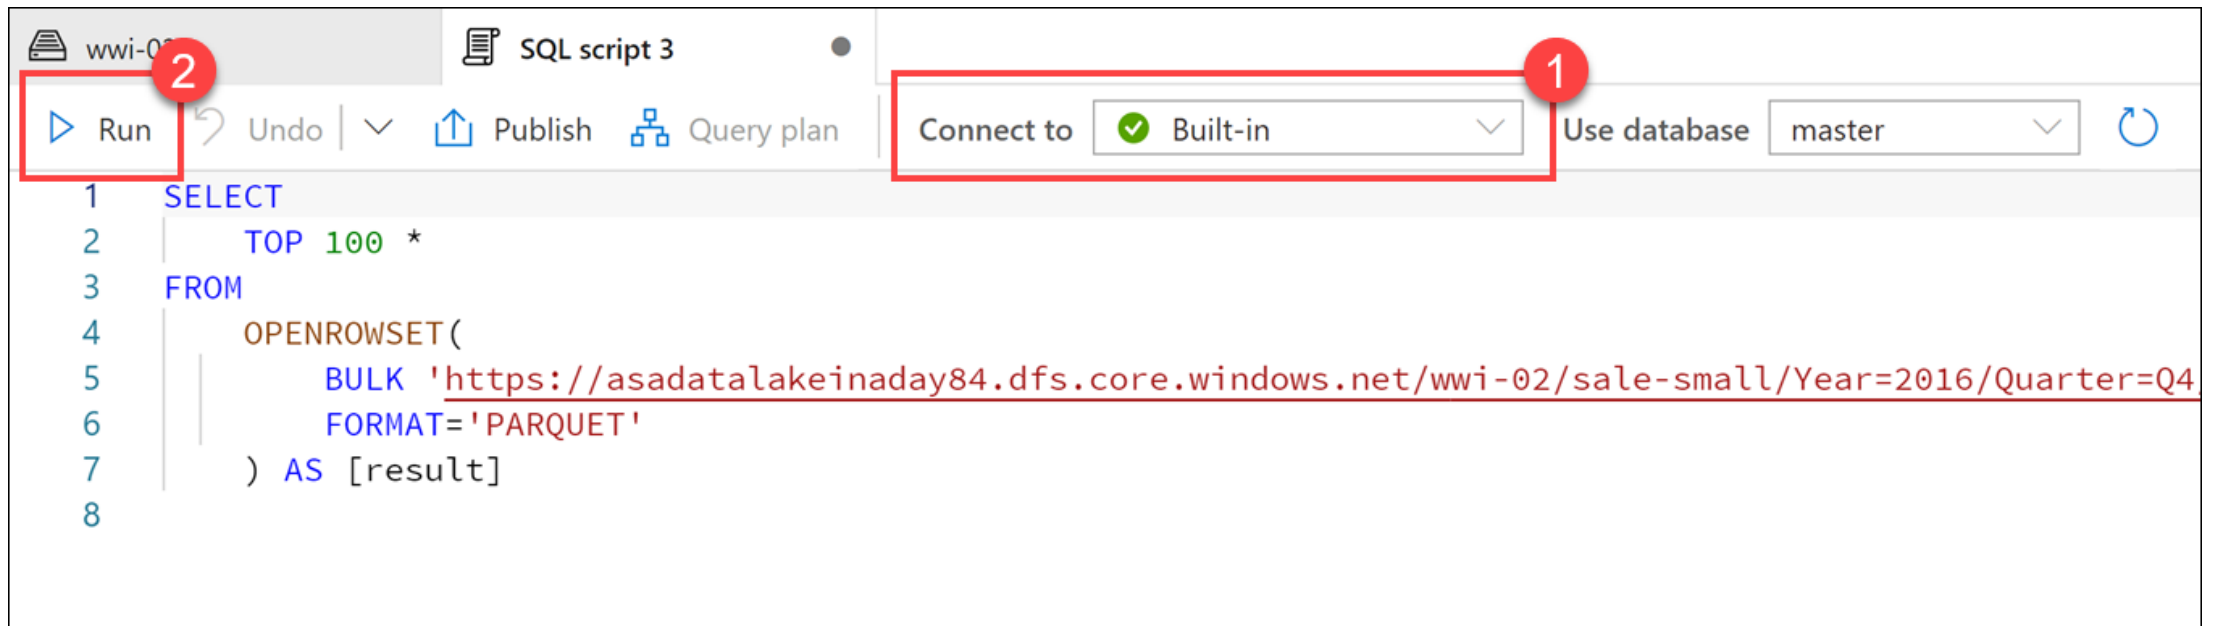 wwi-0
SQL script 3
2
1
Run Undo Publish Query plan Connect to Built-in Use database master
1 SELECT
2 TOP 100 *
3 FROM
4 OPENROWSET(
5 BULK 'https://asadatalakeinaday84.dfs.core.windows.net/wwi-02/sale-small/Year=2016/Quarter=Q4
6 FORMAT='PARQUET'
7 ) AS [result]
8